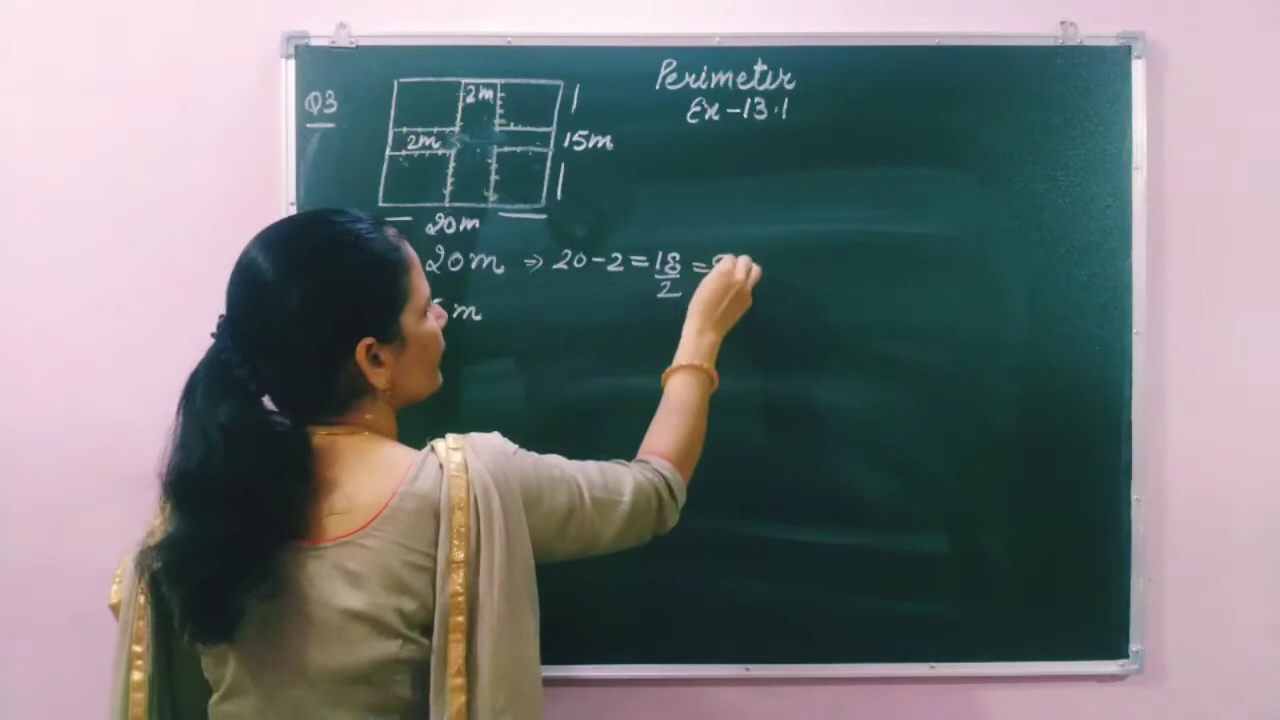 Perimeter
Ex-13.1
Q3
2m
2m
15m
20m
20m ⇒ 20-2=18/2 =
m